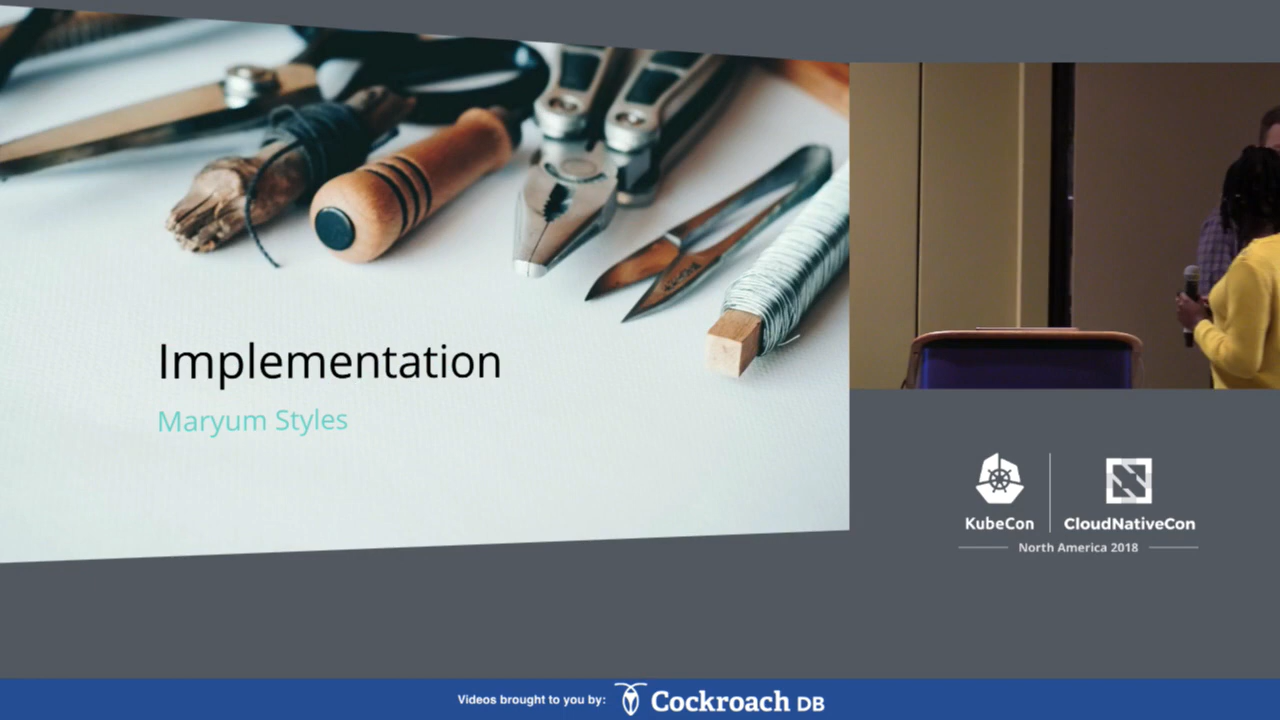 Implementation
Maryum Styles
KubeCon
CloudNativeCon
North America 2018
Videos brought to you by:
Cockroach DB